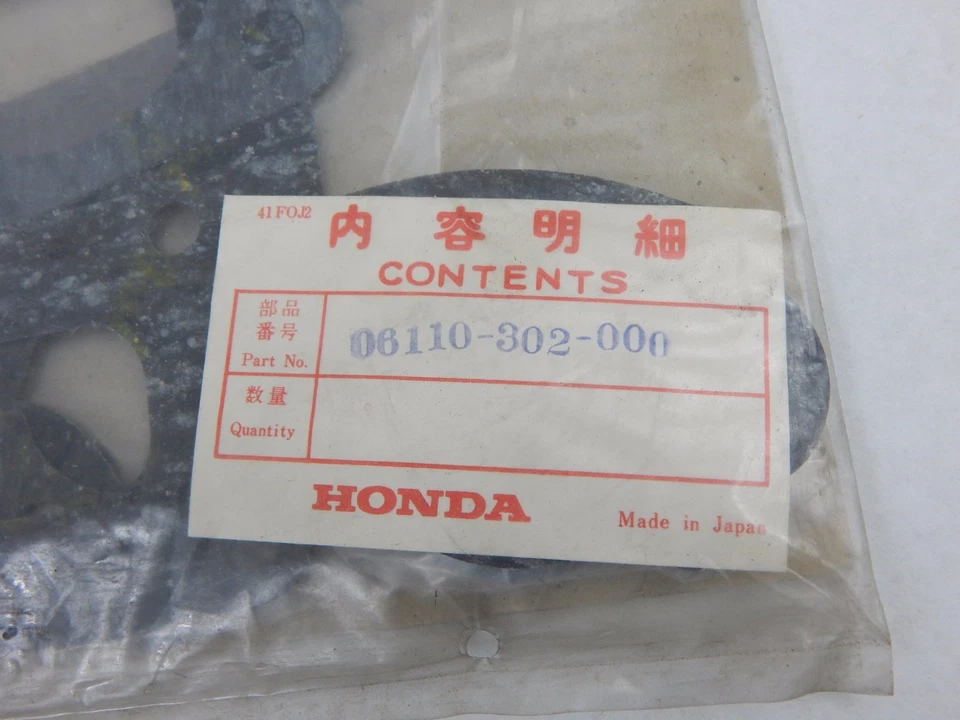 41FOJ2
内容明細
CONTENTS
部品
番号
Part No.
06110-302-000
数量
Quantity
HONDA
Made in Japan